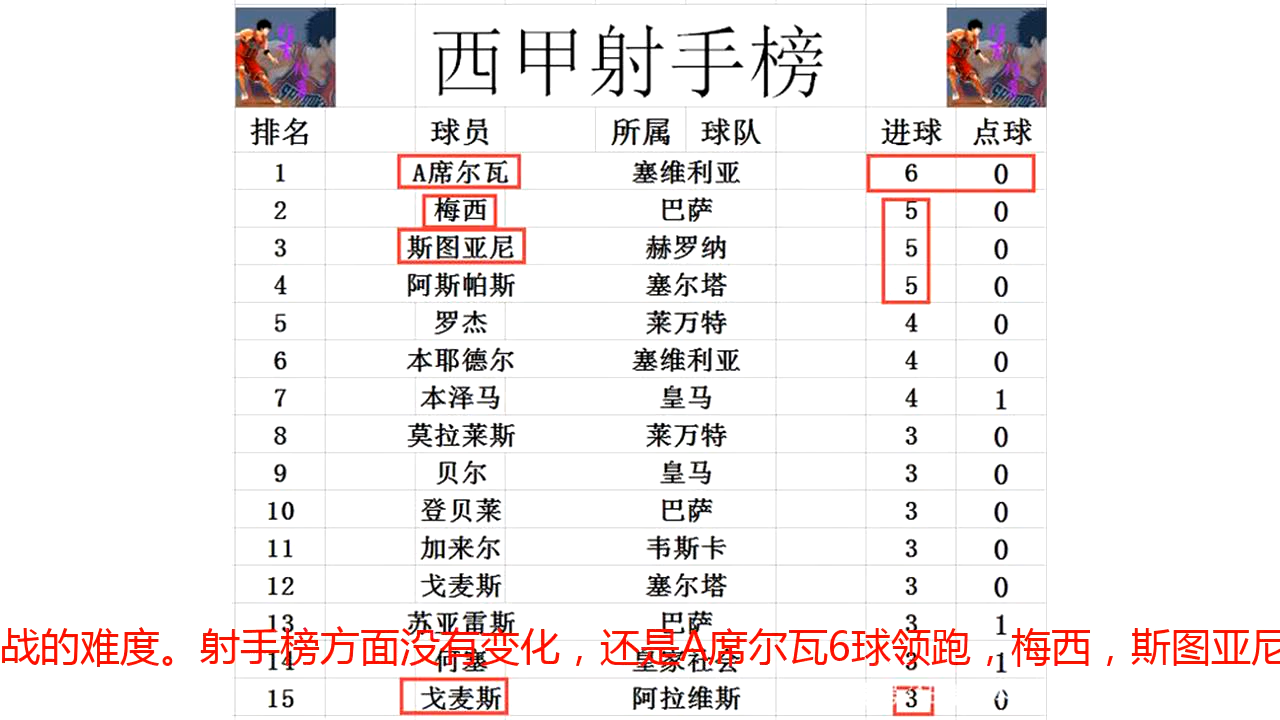 西甲射手榜
排名 球员 所属 球队 进球 点球
1 A席尔瓦 塞维利亚 6 0
2 梅西 巴萨 5 0
3 斯图亚尼 赫罗纳 5 0
4 阿斯帕斯 塞尔塔 5 0
5 罗杰 莱万特 4 0
6 本耶德尔 塞维利亚 4 0
7 本泽马 皇马 4 1
8 莫拉莱斯 莱万特 3 0
9 贝尔 皇马 3 0
10 登贝莱 巴萨 3 0
11 加来尔 韦斯卡 3 0
12 戈麦斯 塞尔塔 3 0
13 苏亚雷斯 巴萨 3 1
战的难度。射手榜方面没有变化，还是A席尔瓦6球领跑，梅西，斯图亚尼
14 何塞 皇家社会 3 1
15 戈麦斯 阿拉维斯 3 0